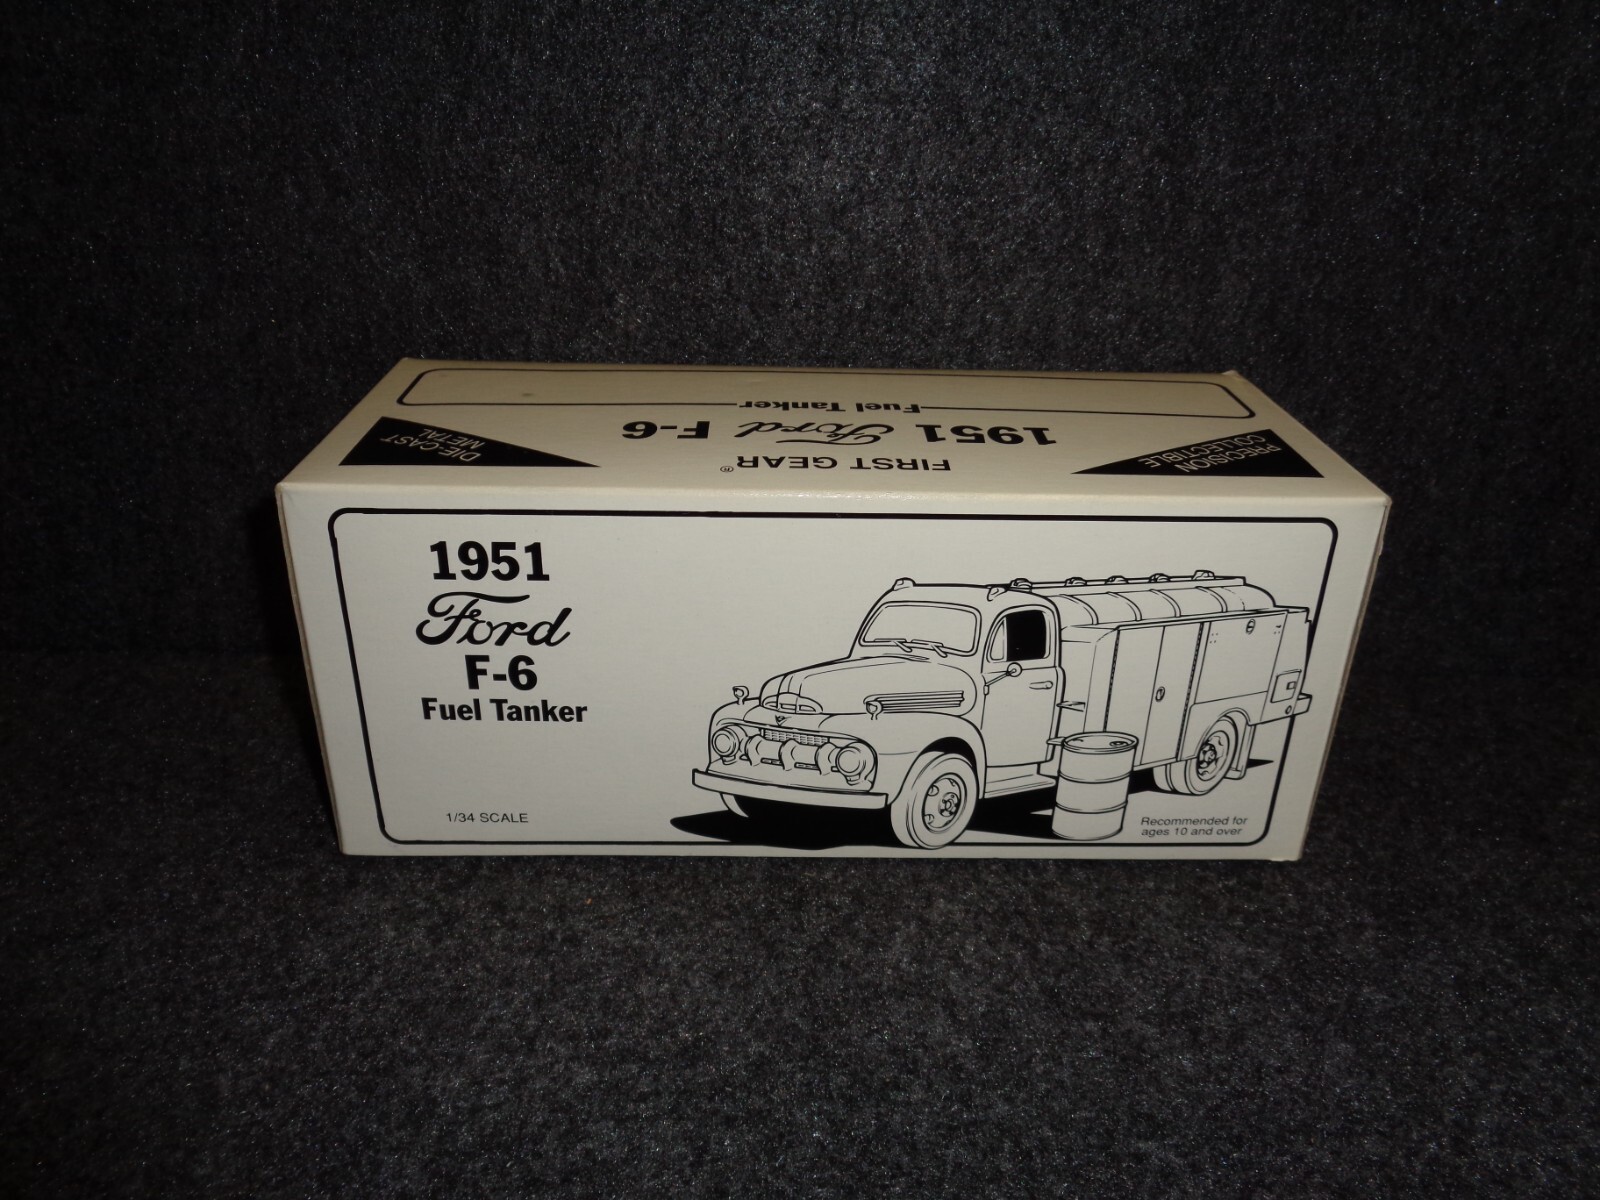 1951
Ford
F-6
Fuel Tanker
1/34 SCALE
Recommended for
ages 10 and over
FIRST GEAR®
1951 Ford F-6
Fuel Tanker
PRECISION
COLLECTIBLE
DIE-CAST
METAL